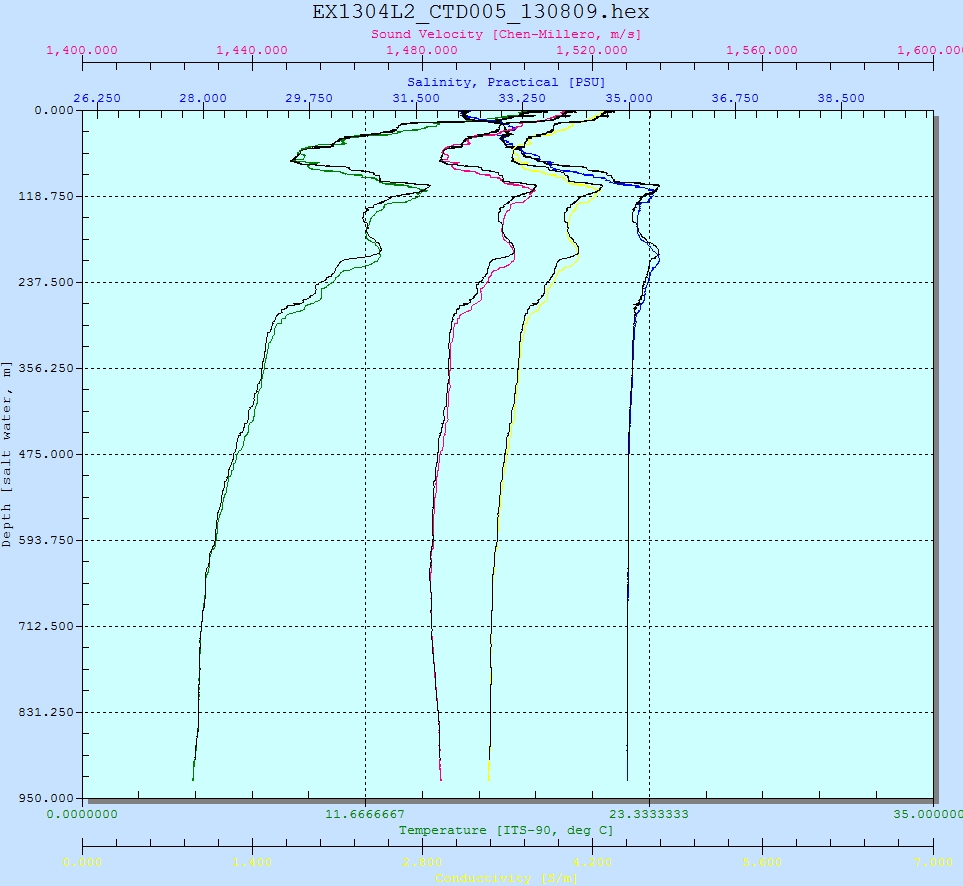 EX1304L2_CTD005_130809.hex
Sound Velocity [Chen-Millero, m/s]
1,400.000 1,440.000 1,480.000 1,520.000 1,560.000 1,600.000
Salinity, Practical [PSU]
26.250 28.000 29.750 31.500 33.250 35.000 36.750 38.500
0.000
118.750
237.500
356.250
475.000
593.750
712.500
831.250
950.000
Depth [salt water, m]
0.0000000 11.6666667 23.3333333 35.000000
Temperature [ITS-90, deg C]
0.000 1.400 2.800 4.200 5.600 7.000
Conductivity [S/m]